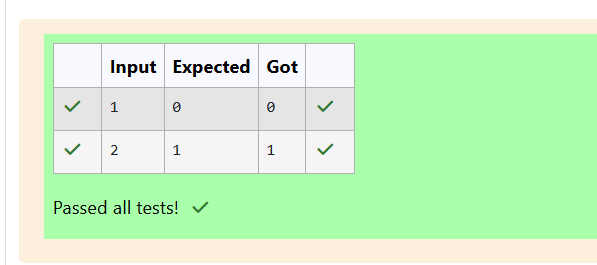 Input Expected Got
1 0 0
2 1 1
Passed all tests!